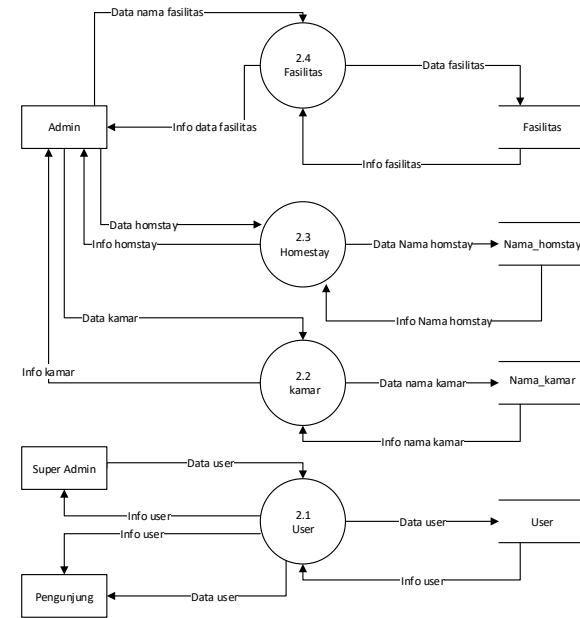 Data nama fasilitas
2.4
Fasilitas
Data fasilitas
Admin
Info data fasilitas
Fasilitas
Info fasilitas
Data homstay
Info homstay
2.3
Homestay
Data Nama homstay
Nama_homstay
Info Nama homstay
Data kamar
Info kamar
2.2
kamar
Data nama kamar
Nama_kamar
Info nama kamar
Super Admin
Data user
Info user
Info user
2.1
User
Data user
User
Info user
Pengunjung
Data user